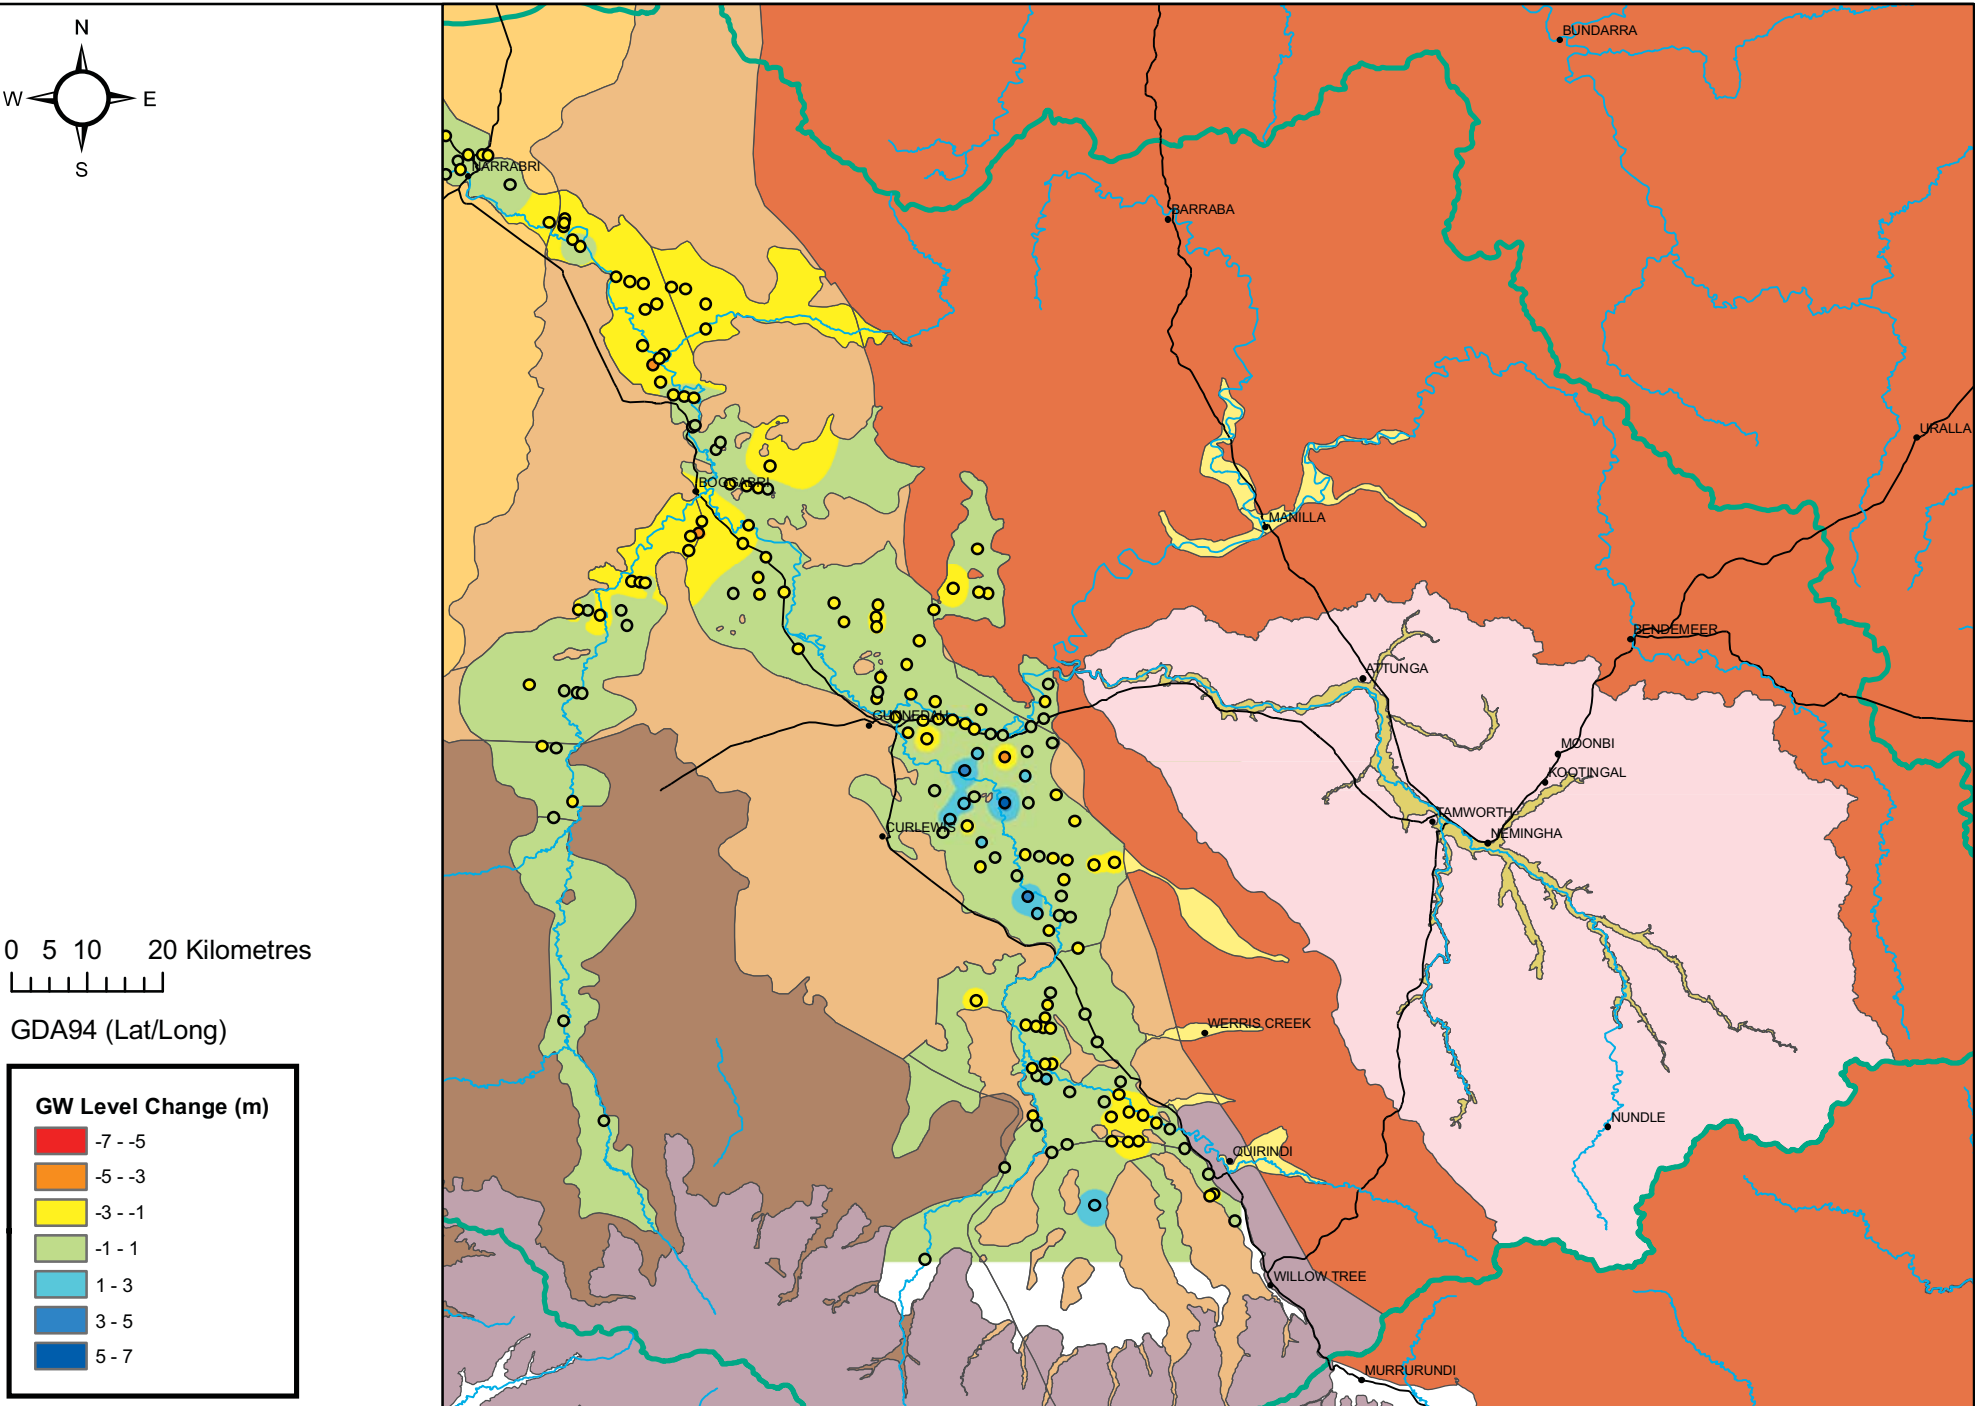 N
W E
S
BUNDARRA
NARRABRI
BARRABA
URALLA
BOGGABRI
MANILLA
BENDEMEER
ATTUNGA
GUNNEDAH
MOONBI
KOOTINGAL
TAMWORTH
CURLEWIS
NEMINGHA
0 5 10 20 Kilometres
GDA94 (Lat/Long)
WERRIS CREEK
NUNDLE
QUIRINDI
WILLOW TREE
MURRURUNDI
GW Level Change (m)
-7 - -5
-5 - -3
-3 - -1
-1 - 1
1 - 3
3 - 5
5 - 7